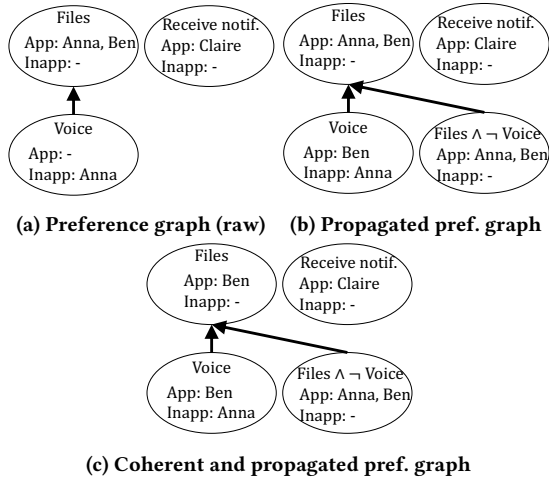 Files
App: Anna, Ben
Inapp: -
Receive notif.
App: Claire
Inapp: -
Voice
App: -
Inapp: Anna
(a) Preference graph (raw)
Files
App: Anna, Ben
Inapp: -
Receive notif.
App: Claire
Inapp: -
Voice
App: Ben
Inapp: Anna
Files ∧ ¬ Voice
App: Anna, Ben
Inapp: -
(b) Propagated pref. graph
Files
App: Ben
Inapp: -
Receive notif.
App: Claire
Inapp: -
Voice
App: Ben
Inapp: Anna
Files ∧ ¬ Voice
App: Anna, Ben
Inapp: -
(c) Coherent and propagated pref. graph